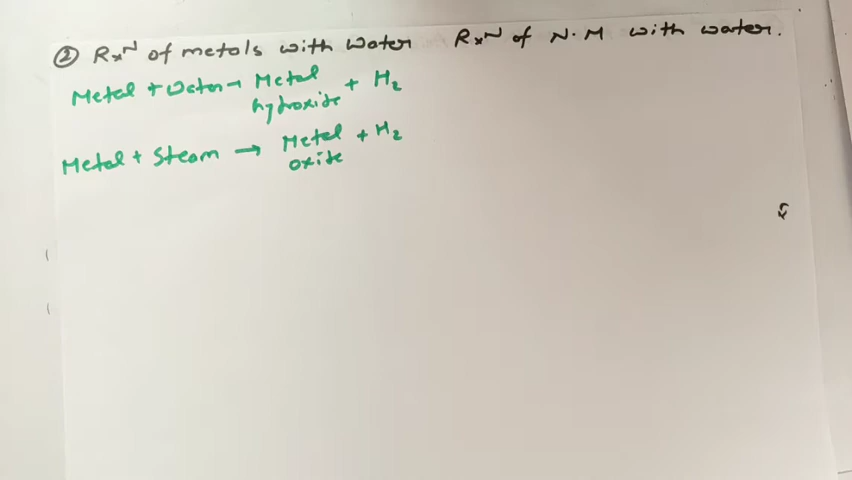 ② RxN of metals with water RxN of N.M with water.
Metal + Water → Metal hydroxide + H₂
Metal + Steam → Metal oxide + H₂